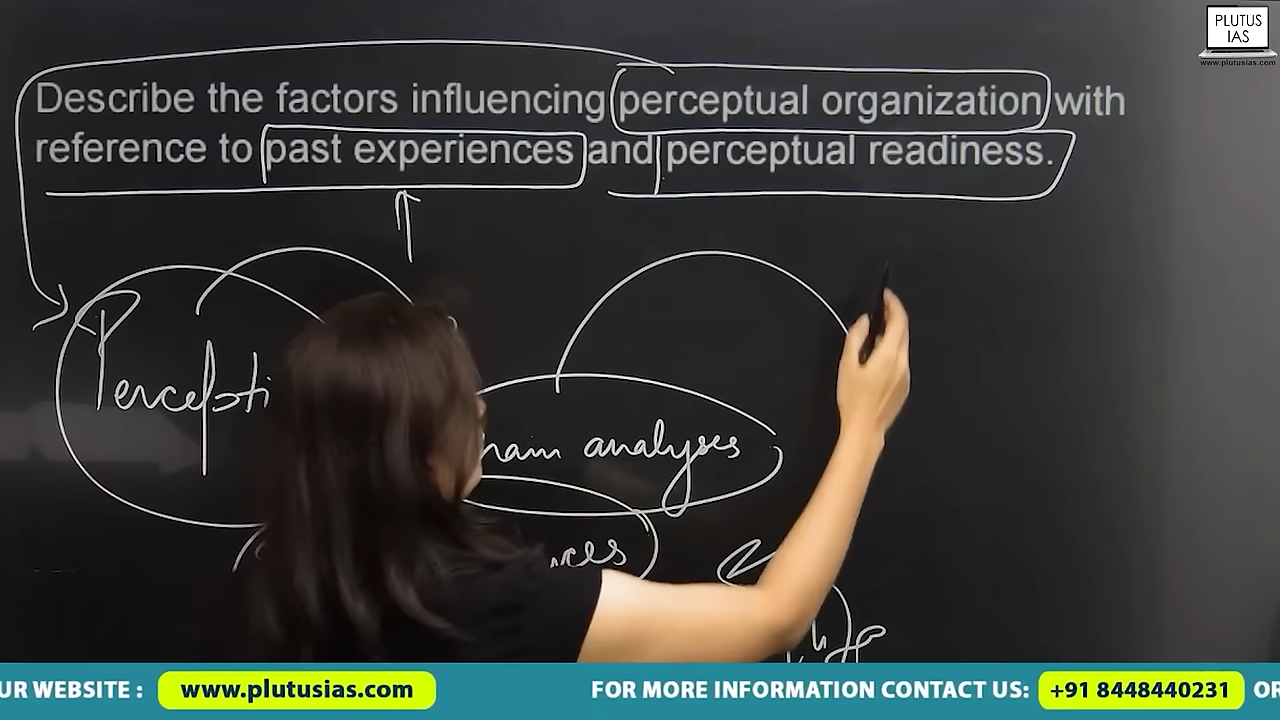 PLUTUS
IAS
www.plutusias.com
Describe the factors influencing perceptual organization with
reference to past experiences and perceptual readiness.
Percepti
analyses
UR WEBSITE :
www.plutusias.com
FOR MORE INFORMATION CONTACT US:
+91 8448440231
OR